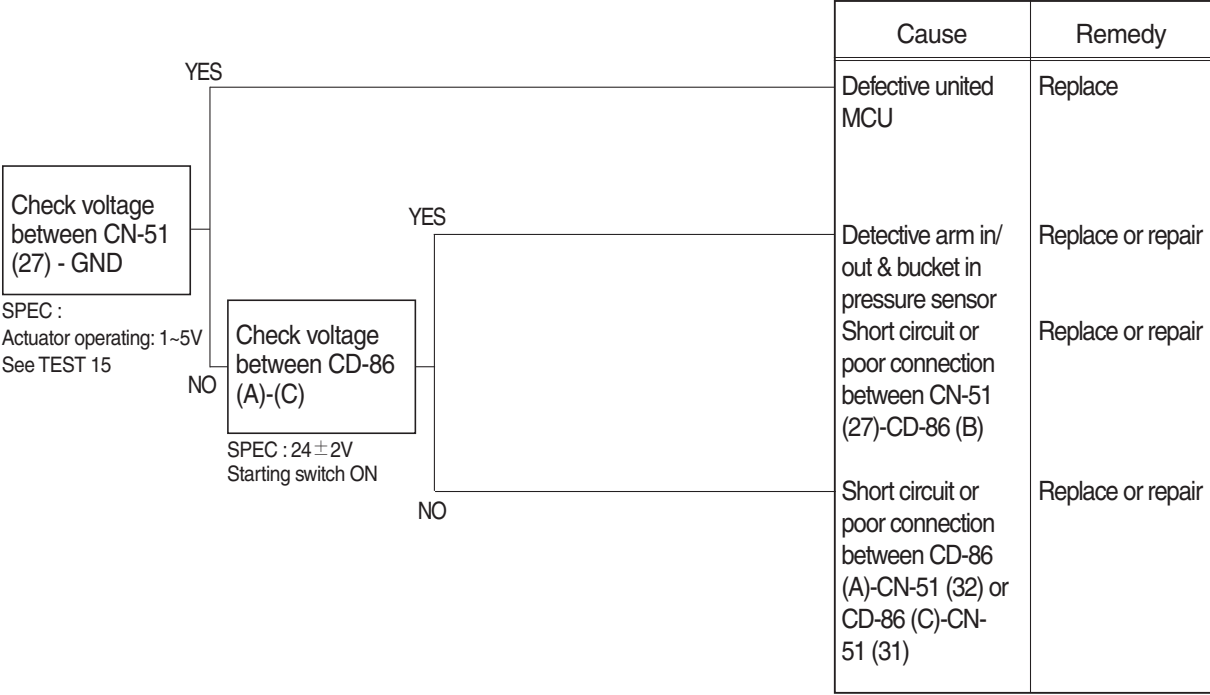 Cause
Remedy
YES
Defective united
MCU
Replace
Check voltage
between CN-51
(27) - GND
SPEC :
Actuator operating: 1~5V
See TEST 15
YES
Detective arm in/
out & bucket in
pressure sensor
Replace or repair
NO
Check voltage
between CD-86
(A)-(C)
SPEC : 24±2V
Starting switch ON
Short circuit or
poor connection
between CN-51
(27)-CD-86 (B)
Replace or repair
NO
Short circuit or
poor connection
between CD-86
(A)-CN-51 (32) or
CD-86 (C)-CN-
51 (31)
Replace or repair